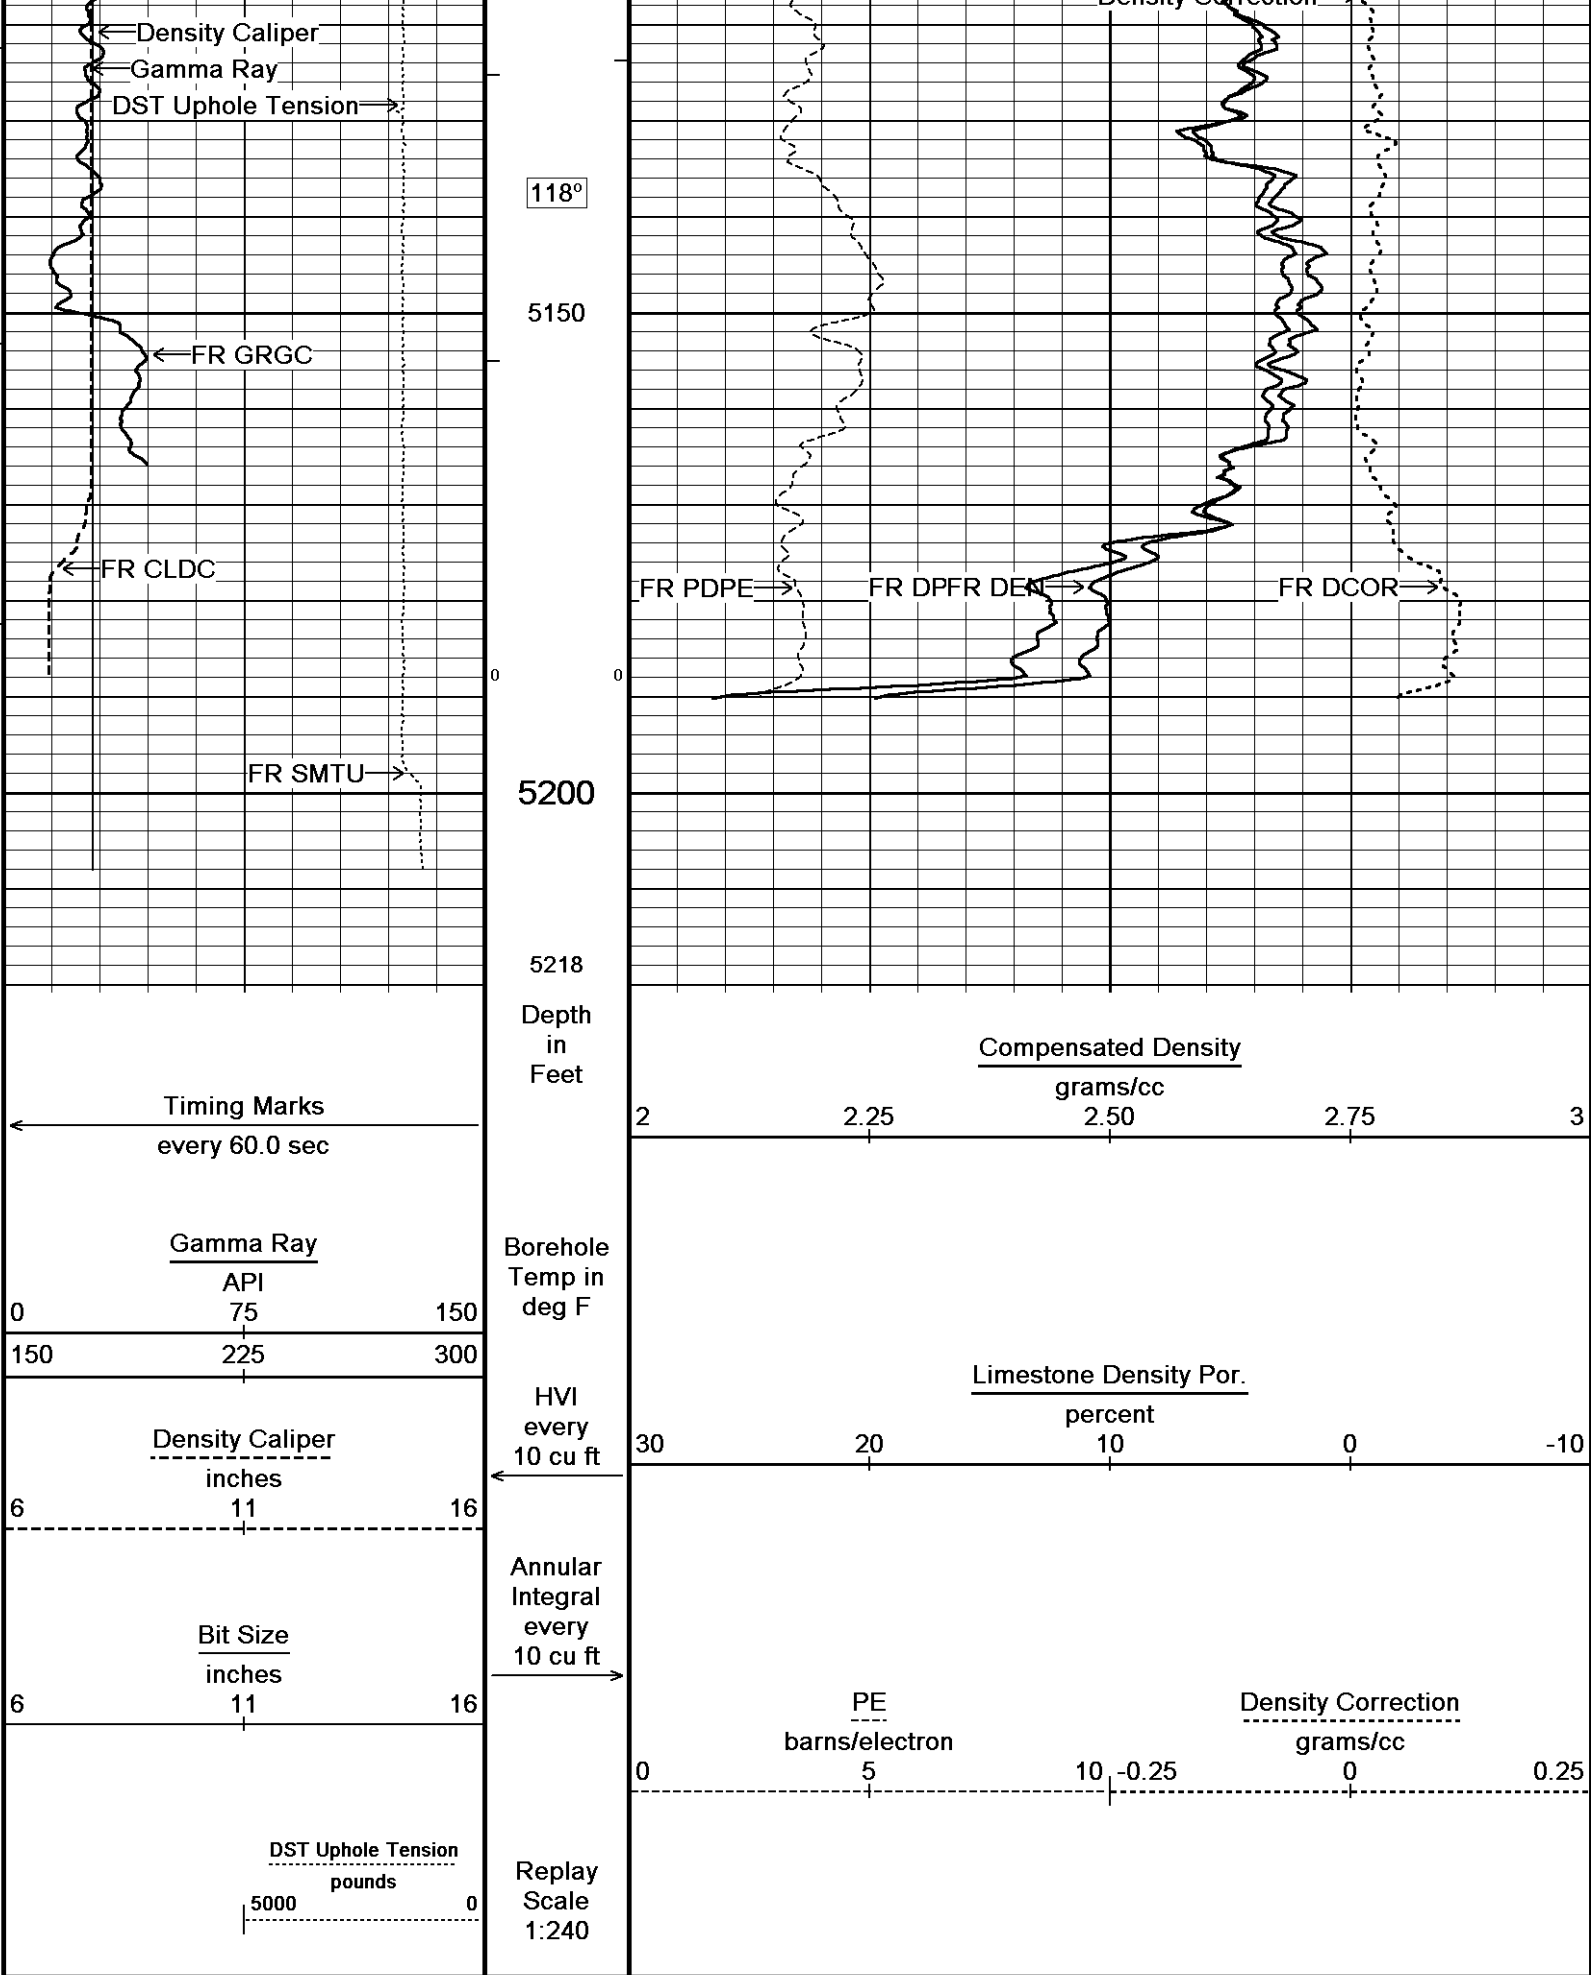 Density Correction
Density Caliper
Gamma Ray
DST Uphole Tension
118º
5150
FR GRGC
FR CLDC
FR PDPE
FR DPFR DEN
FR DCOR
0
0
FR SMTU
5200
5218
Depth
in
Feet
Compensated Density
grams/cc
2 2.25 2.50 2.75 3
Timing Marks
every 60.0 sec
Gamma Ray
API
0 75 150
150 225 300
Borehole
Temp in
deg F
Limestone Density Por.
percent
30 20 10 0 -10
HVI
every
10 cu ft
Density Caliper
inches
6 11 16
Annular
Integral
every
10 cu ft
Bit Size
inches
6 11 16
PE
barns/electron
0 5 10
Density Correction
grams/cc
-0.25 0 0.25
DST Uphole Tension
pounds
5000 0
Replay
Scale
1:240